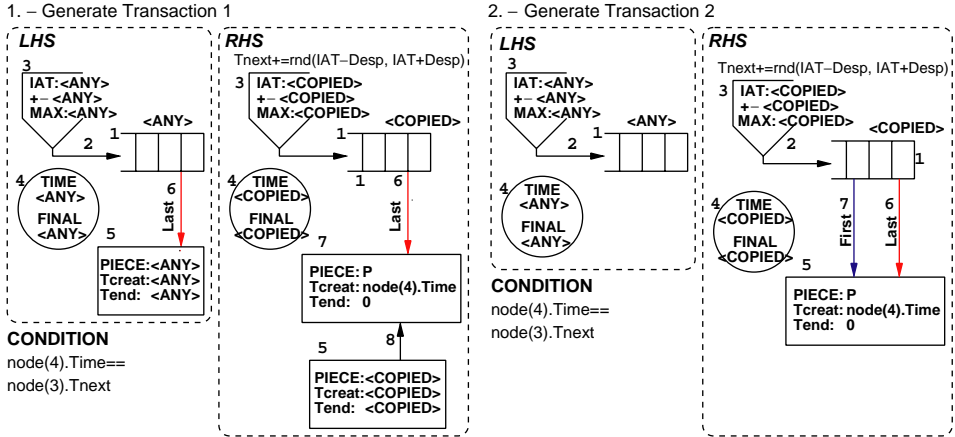 1. – Generate Transaction 1
LHS
3
IAT:<ANY>
+– <ANY>
MAX:<ANY>
2
1
<ANY>
4
TIME
<ANY>
FINAL
<ANY>
6
Last
5
PIECE:<ANY>
Tcreat:<ANY>
Tend: <ANY>
CONDITION
node(4).Time==
node(3).Tnext
RHS
Tnext+=rnd(IAT–Desp, IAT+Desp)
3
IAT:<COPIED>
+– <COPIED>
MAX:<COPIED>
2
1
<COPIED>
1
6
4
TIME
<COPIED>
FINAL
<COPIED>
Last
7
PIECE: P
Tcreat: node(4).Time
Tend: 0
5
8
PIECE:<COPIED>
Tcreat:<COPIED>
Tend: <COPIED>
2. – Generate Transaction 2
LHS
3
IAT:<ANY>
+– <ANY>
MAX:<ANY>
2
1
<ANY>
4
TIME
<ANY>
FINAL
<ANY>
CONDITION
node(4).Time==
node(3).Tnext
RHS
Tnext+=rnd(IAT–Desp, IAT+Desp)
3
IAT:<COPIED>
+– <COPIED>
MAX:<COPIED>
2
<COPIED>
1
4
TIME
<COPIED>
FINAL
<COPIED>
7
First
6
Last
5
PIECE: P
Tcreat: node(4).Time
Tend: 0